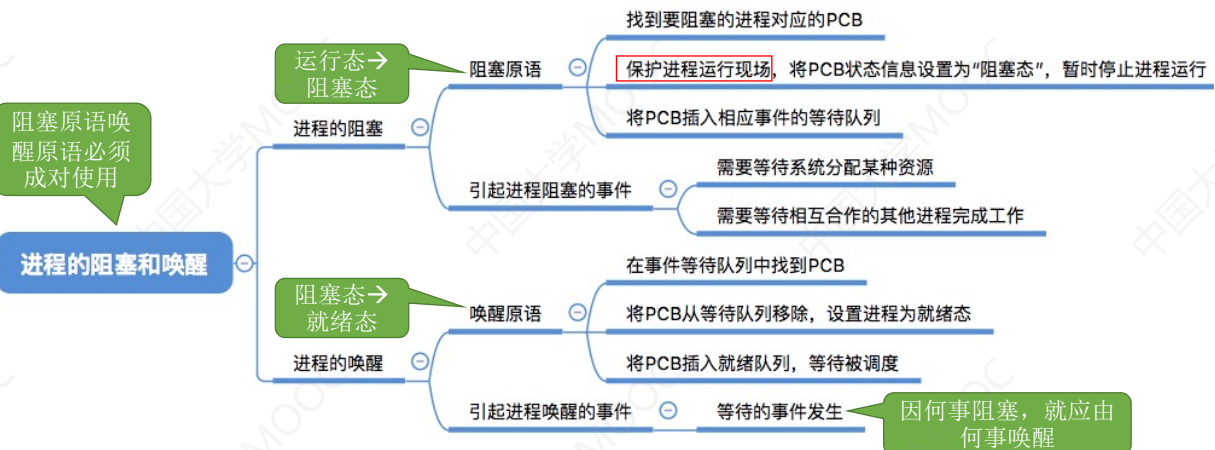 找到要阻塞的进程对应的PCB
运行态→
阻塞态
阻塞原语
保护进程运行现场，将PCB状态信息设置为“阻塞态”，暂时停止进程运行
阻塞原语唤
醒原语必须
成对使用
进程的阻塞
将PCB插入相应事件的等待队列
引起进程阻塞的事件
需要等待系统分配某种资源
需要等待相互合作的其他进程完成工作
进程的阻塞和唤醒
在事件等待队列中找到PCB
阻塞态→
就绪态
唤醒原语
将PCB从等待队列移除，设置进程为就绪态
进程的唤醒
将PCB插入就绪队列，等待被调度
引起进程唤醒的事件
等待的事件发生
因何事阻塞，就应由
何事唤醒
中国大学MOOC